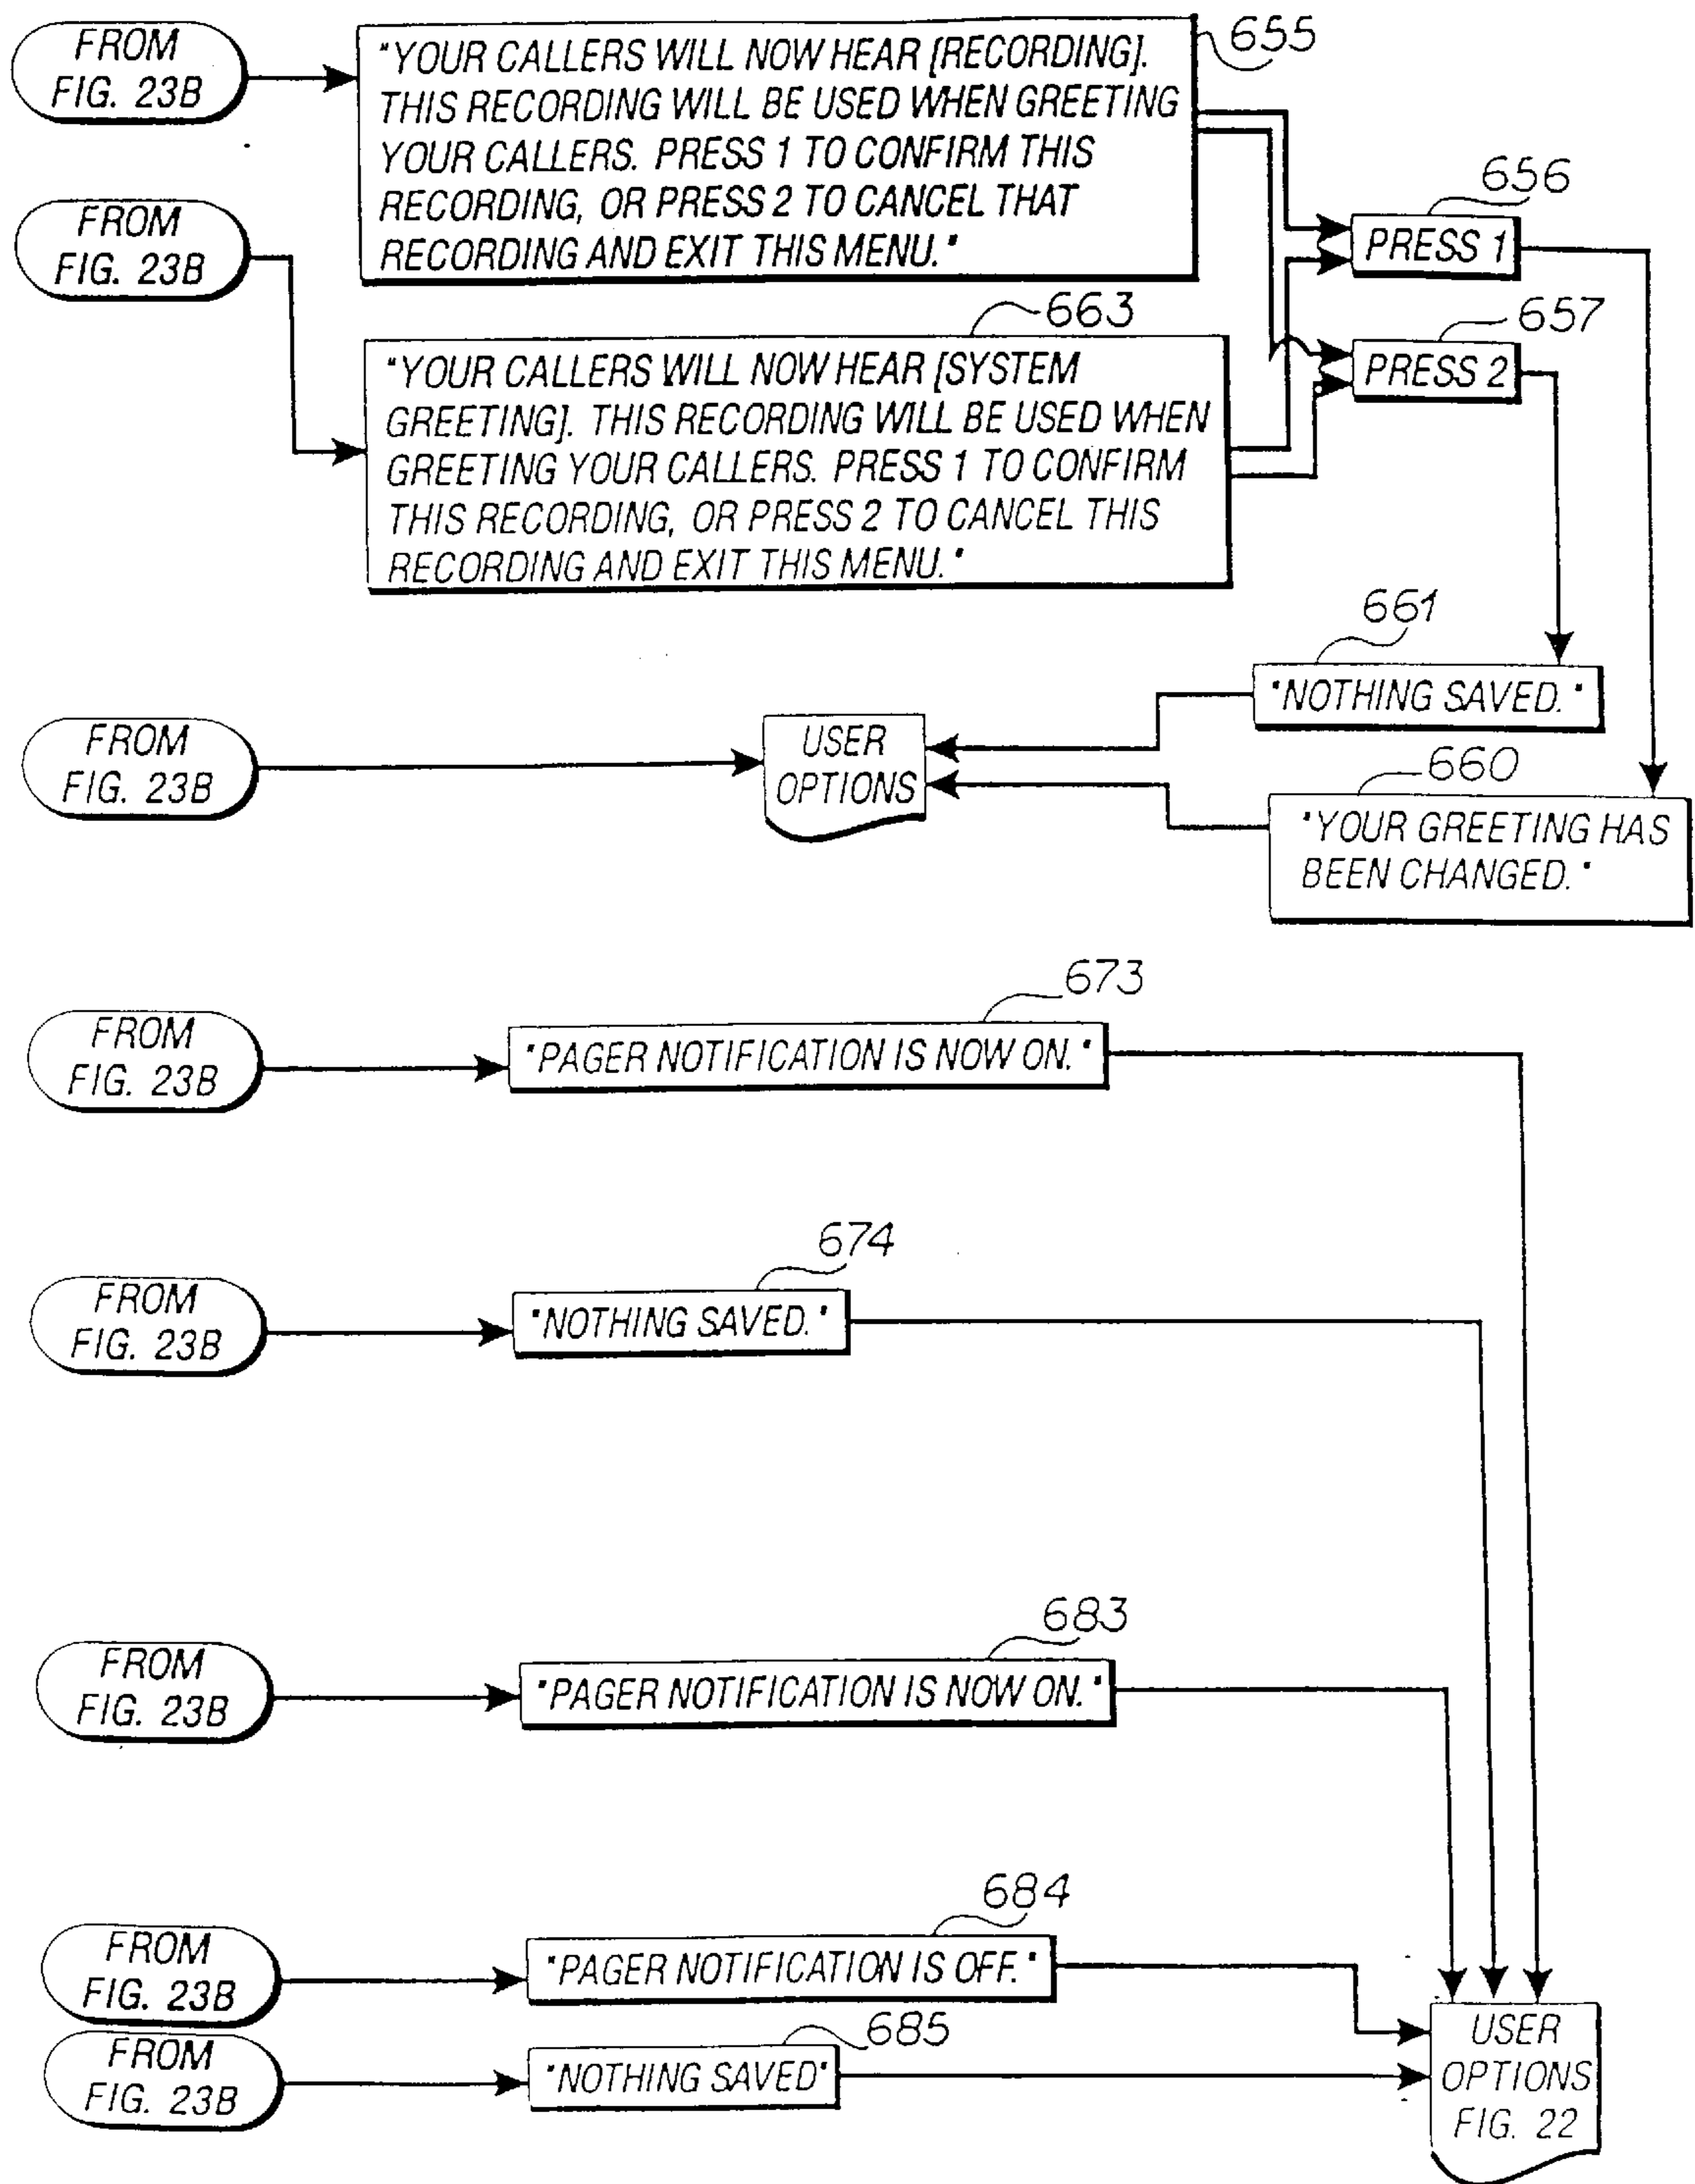 FROM
FIG. 23B
"YOUR CALLERS WILL NOW HEAR [RECORDING].
THIS RECORDING WILL BE USED WHEN GREETING
YOUR CALLERS. PRESS 1 TO CONFIRM THIS
RECORDING, OR PRESS 2 TO CANCEL THAT
RECORDING AND EXIT THIS MENU."
655
656
PRESS 1
FROM
FIG. 23B
663
"YOUR CALLERS WILL NOW HEAR [SYSTEM
GREETING]. THIS RECORDING WILL BE USED WHEN
GREETING YOUR CALLERS. PRESS 1 TO CONFIRM
THIS RECORDING, OR PRESS 2 TO CANCEL THIS
RECORDING AND EXIT THIS MENU."
657
PRESS 2
661
"NOTHING SAVED."
FROM
FIG. 23B
USER
OPTIONS
660
"YOUR GREETING HAS
BEEN CHANGED."
673
FROM
FIG. 23B
"PAGER NOTIFICATION IS NOW ON."
674
FROM
FIG. 23B
"NOTHING SAVED."
683
FROM
FIG. 23B
"PAGER NOTIFICATION IS NOW ON."
684
FROM
FIG. 23B
"PAGER NOTIFICATION IS OFF."
685
FROM
FIG. 23B
"NOTHING SAVED"
USER
OPTIONS
FIG. 22